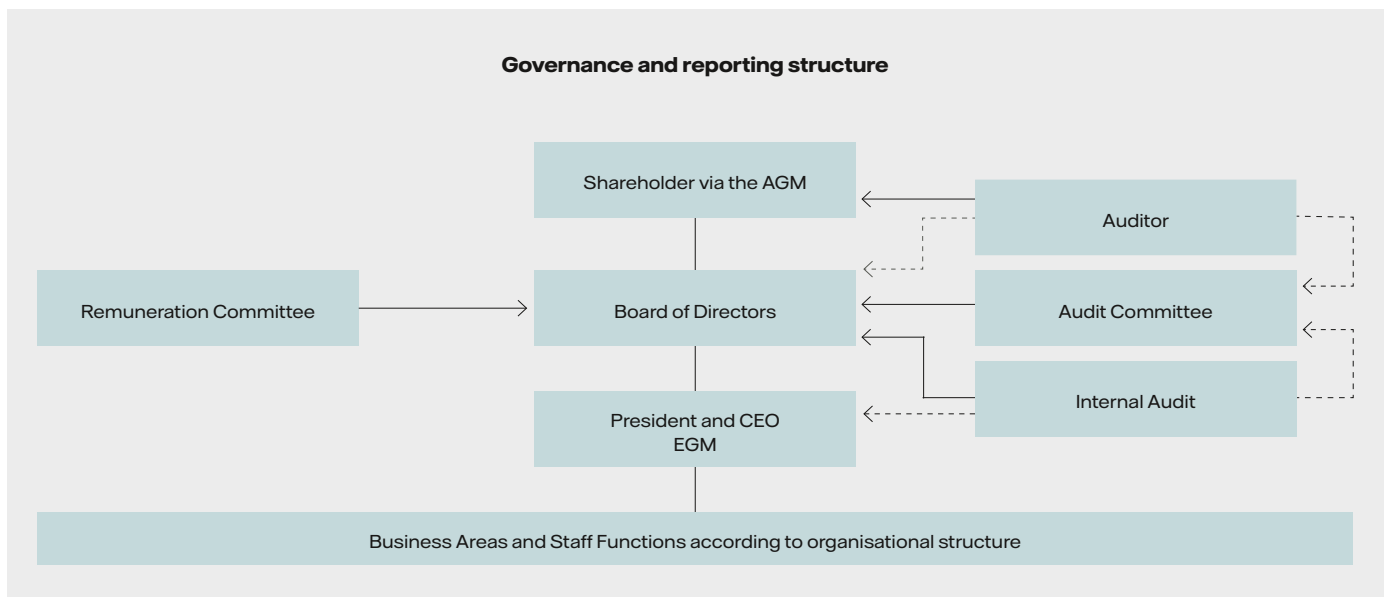 Governance and reporting structure
Shareholder via the AGM
Auditor
Remuneration Committee
Board of Directors
Audit Committee
Internal Audit
President and CEO
EGM
Business Areas and Staff Functions according to organisational structure